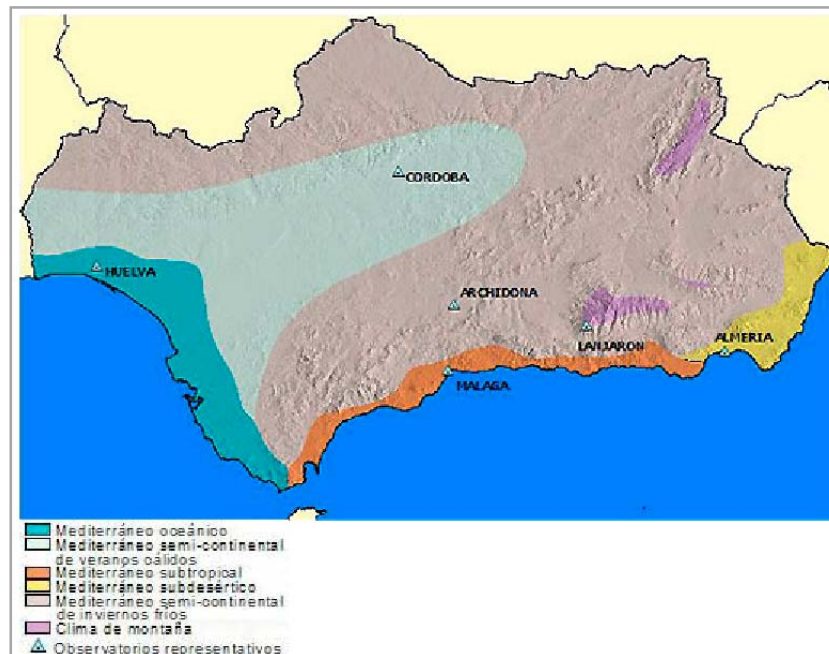 CORDOBA
HUELVA
ARCHIDONA
LANJARON
ALMERIA
MALAGA
Mediterráneo oceánico
Mediterráneo semi-continental
de veranos cálidos
Mediterráneo subtropical
Mediterráneo subdesértico
Mediterráneo semi-continental
de inviernos fríos
Clima de montaña
Observatorios representativos